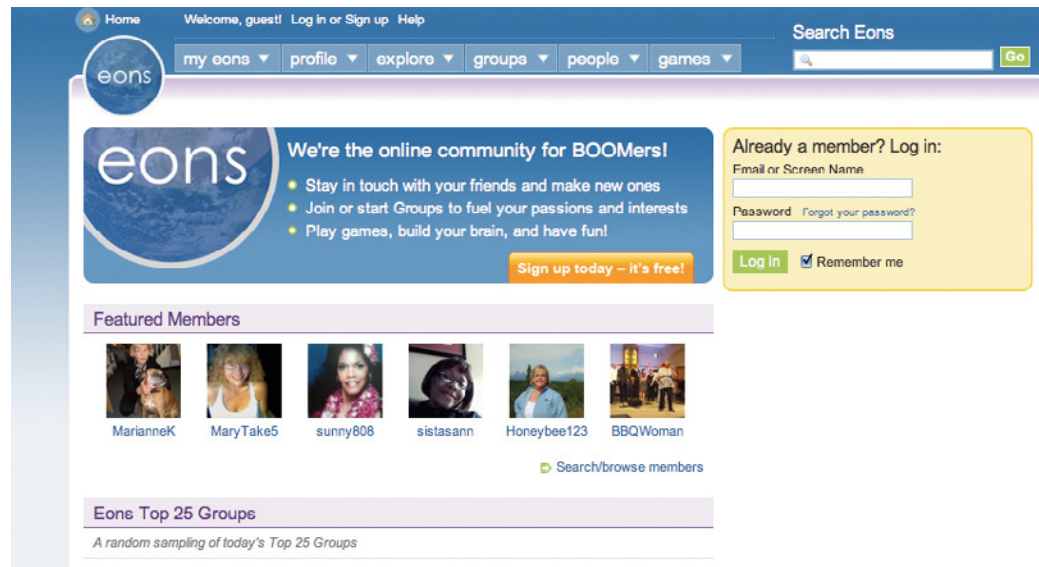 Home
Welcome, guest! Log in or Sign up Help
Search Eons
my eons profile explore groups people games
Go
eons
eons
We're the online community for BOOMers!
Stay in touch with your friends and make new ones
Join or start Groups to fuel your passions and interests
Play games, build your brain, and have fun!
Sign up today – it's free!
Already a member? Log in:
Email or Screen Name
Password Forgot your password?
Log in Remember me
Featured Members
MarianneK MaryTake5 sunny808 sistasann Honeybee123 BBQWoman
Search/browse members
Eons Top 25 Groups
A random sampling of today's Top 25 Groups